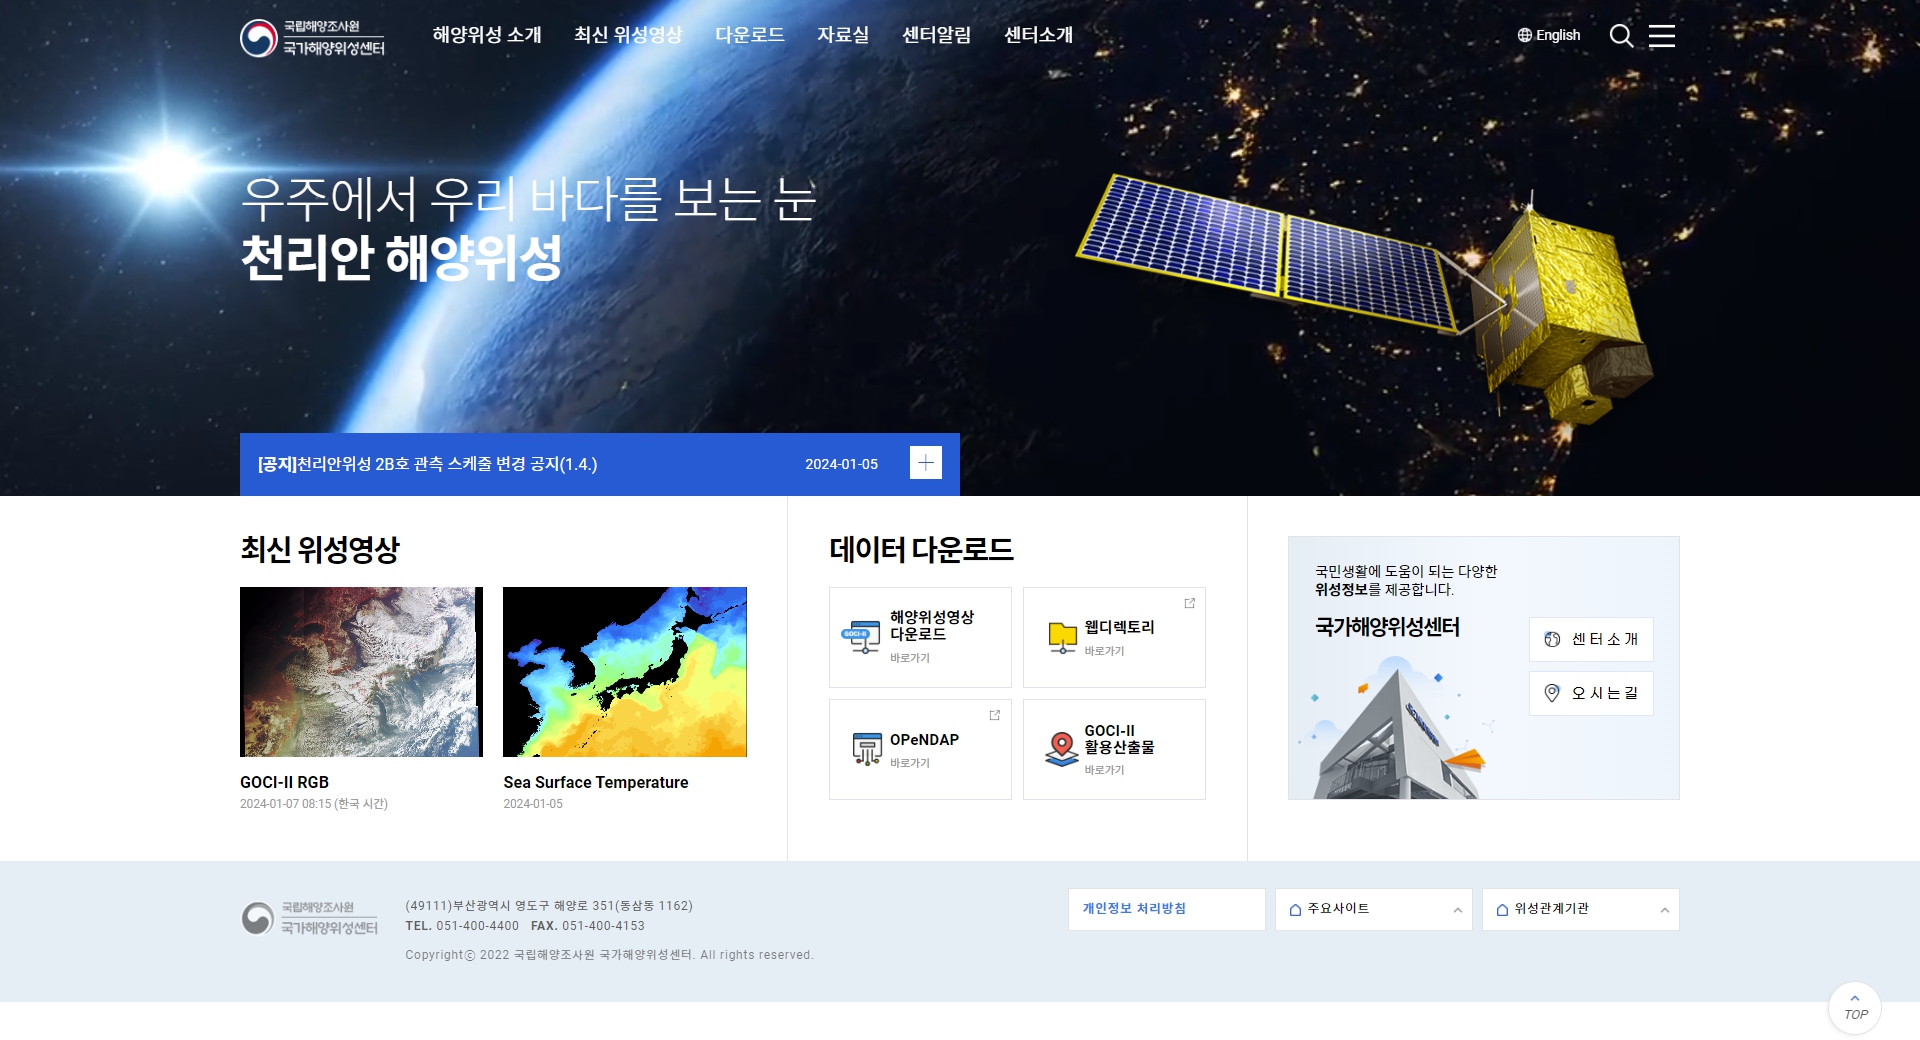 국립해양조사원
국가해양위성센터
해양위성 소개
최신 위성영상
다운로드
자료실
센터알림
센터소개
English
우주에서 우리 바다를 보는 눈
천리안 해양위성
[공지]천리안위성 2B호 관측 스케줄 변경 공지(1.4.)
2024-01-05
최신 위성영상
GOCI-II RGB
2024-01-07 08:15 (한국 시간)
Sea Surface Temperature
2024-01-05
데이터 다운로드
GOCI-II
해양위성영상
다운로드
바로가기
웹디렉토리
바로가기
OPeNDAP
바로가기
GOCI-II
활용산출물
바로가기
국민생활에 도움이 되는 다양한
위성정보를 제공합니다.
국가해양위성센터
센터소개
오시는길
국립해양조사원
국가해양위성센터
(49111)부산광역시 영도구 해양로 351(동삼동 1162)
TEL. 051-400-4400 FAX. 051-400-4153
Copyrightⓒ 2022 국립해양조사원 국가해양위성센터. All rights reserved.
개인정보 처리방침
주요사이트
위성관계기관
TOP